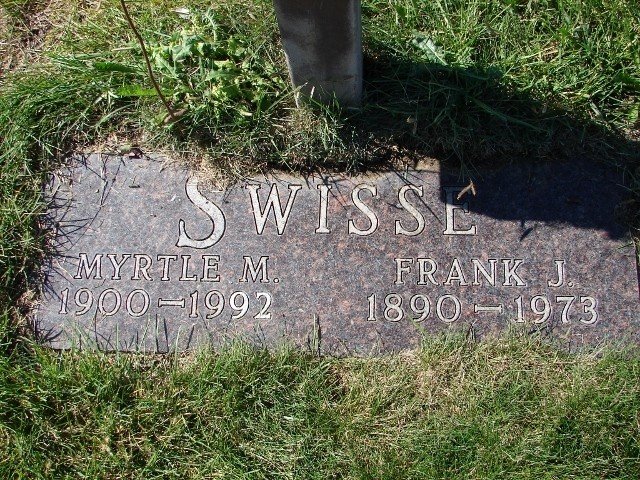 SWISSE
MYRTLE M. FRANK J.
1900–1992 1890–1973